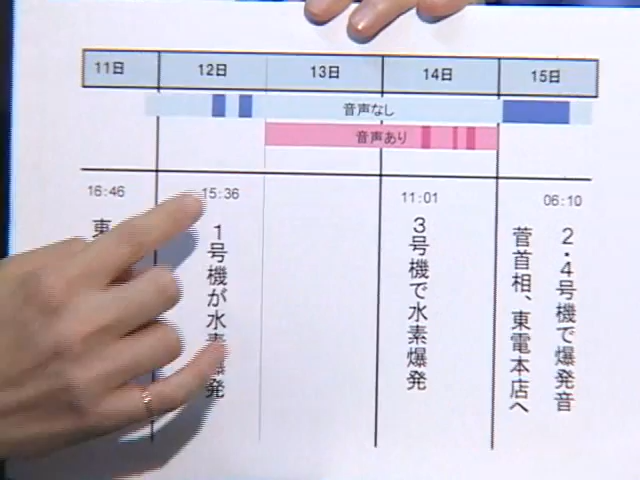 11日 12日 13日 14日 15日
音声なし
音声あり
16:46 15:36 11:01 06:10
東
1号機が水素爆発
3号機で水素爆発
菅首相、東電本店へ
2・4号機で爆発音